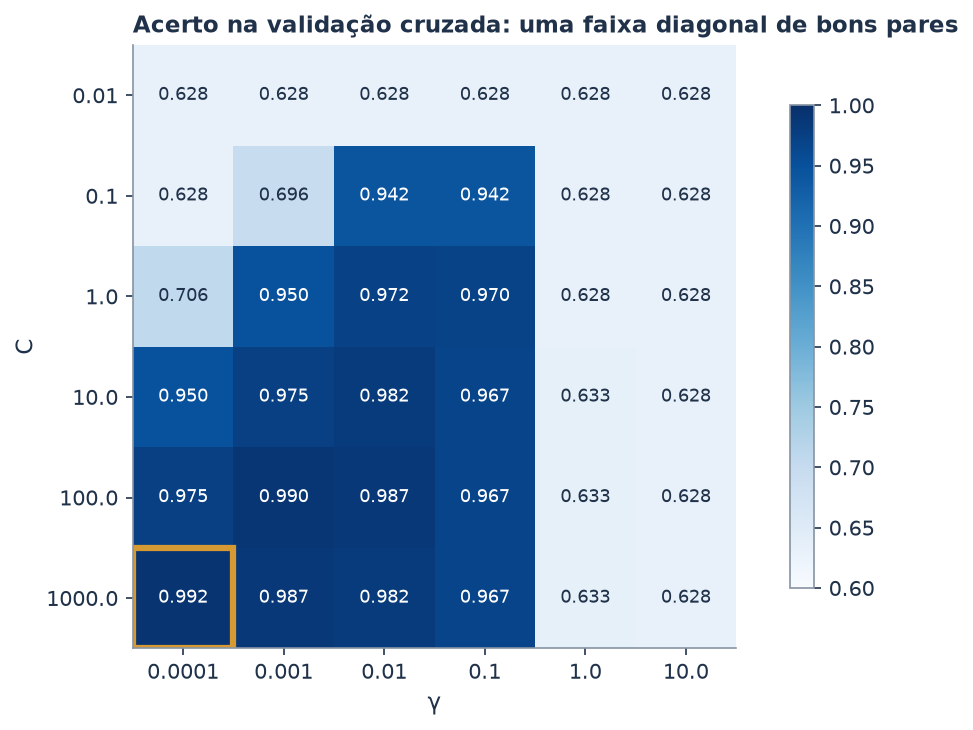 Acerto na validação cruzada: uma faixa diagonal de bons pares
0.01 0.628 0.628 0.628 0.628 0.628 0.628
0.1 0.628 0.696 0.942 0.942 0.628 0.628
1.0 0.706 0.950 0.972 0.970 0.628 0.628
10.0 0.950 0.975 0.982 0.967 0.633 0.628
100.0 0.975 0.990 0.987 0.967 0.633 0.628
1000.0 0.992 0.987 0.982 0.967 0.633 0.628
0.0001 0.001 0.01 0.1 1.0 10.0
γ
C
1.00
0.95
0.90
0.85
0.80
0.75
0.70
0.65
0.60